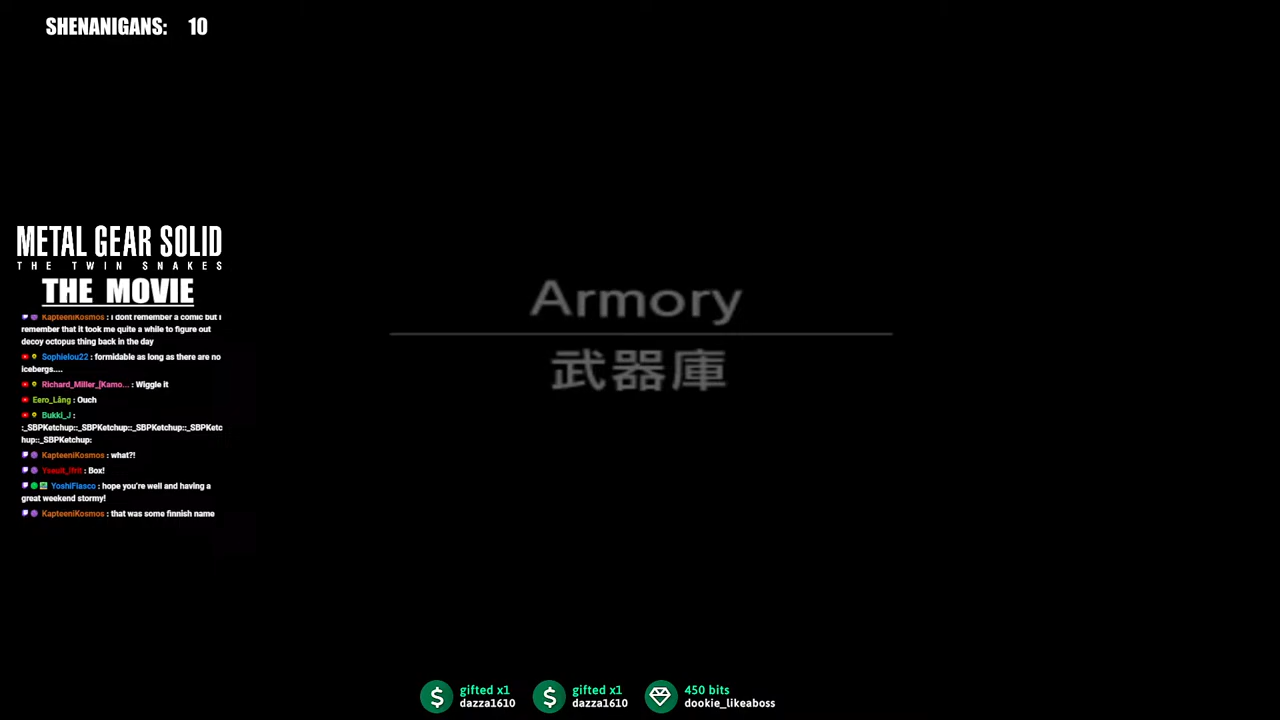 SHENANIGANS: 10
METAL GEAR SOLID
THE TWIN SNAKES
THE MOVIE
KapteeniKosmos : i dont remember a comic but i
remember that it took me quite a while to figure out
decoy octopus thing back in the day
Sophielou22 : formidable as long as there are no
icebergs....
Richard_Miller_[Kamo... : Wiggle it
Eero_Lång : Ouch
Bukki_J :
:_SBPKetchup::_SBPKetchup::_SBPKetchup::_SBPKetc
hup::_SBPKetchup:
KapteeniKosmos : what?!
: Box!
YoshiFiasco : hope you're well and having a
great weekend stormy!
KapteeniKosmos : that was some finnish name
Armory
武器庫
gifted x1
dazza1610
gifted x1
dazza1610
450 bits
dookie_likeaboss